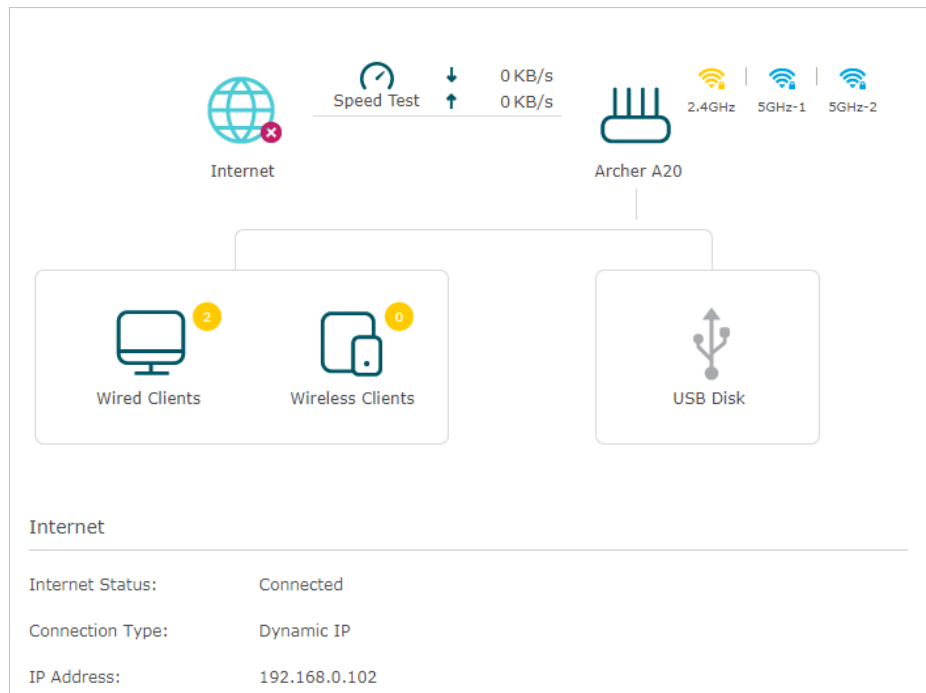 0 KB/s
Speed Test 0 KB/s
2.4GHz 5GHz-1 5GHz-2
Internet Archer A20
2 0
Wired Clients Wireless Clients USB Disk
Internet
Internet Status: Connected
Connection Type: Dynamic IP
IP Address: 192.168.0.102